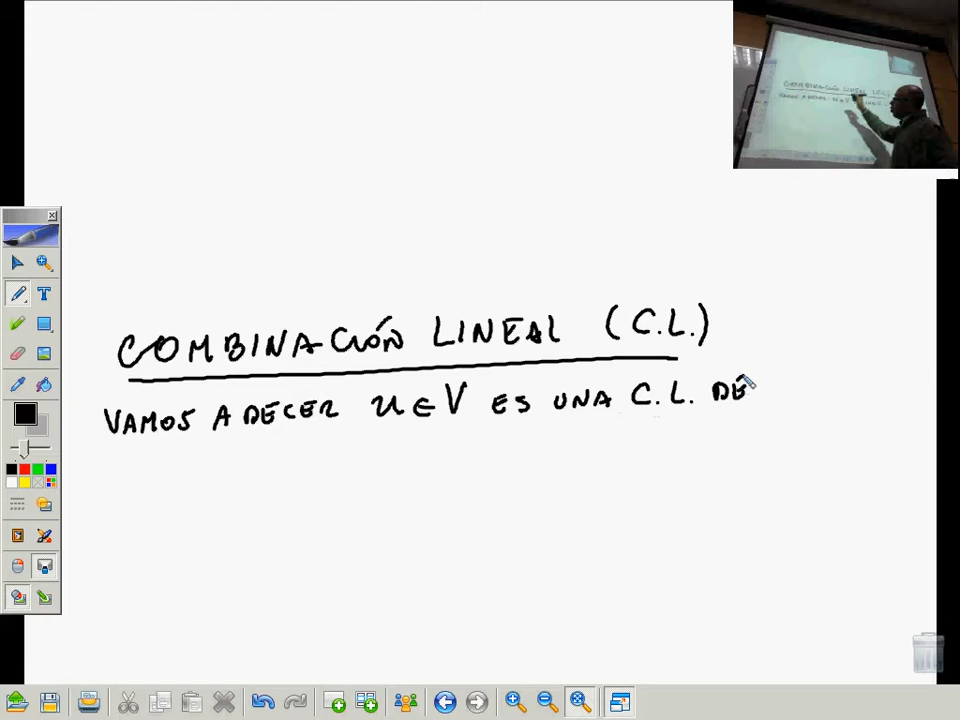 COMBINACIÓN LINEAL (C.L.)
VAMOS A DECER u ∈ V ES UNA C.L. DE